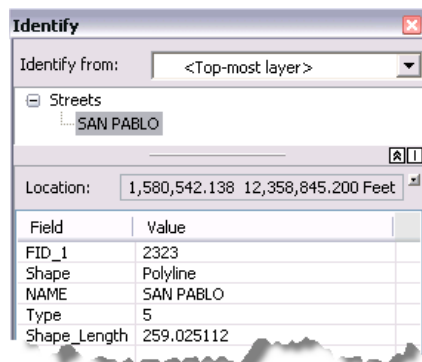 Identify
Identify from: <Top-most layer>
Streets
SAN PABLO
Location: 1,580,542.138 12,358,845.200 Feet
Field Value
FID_1 2323
Shape Polyline
NAME SAN PABLO
Type 5
Shape_Length 259.025112